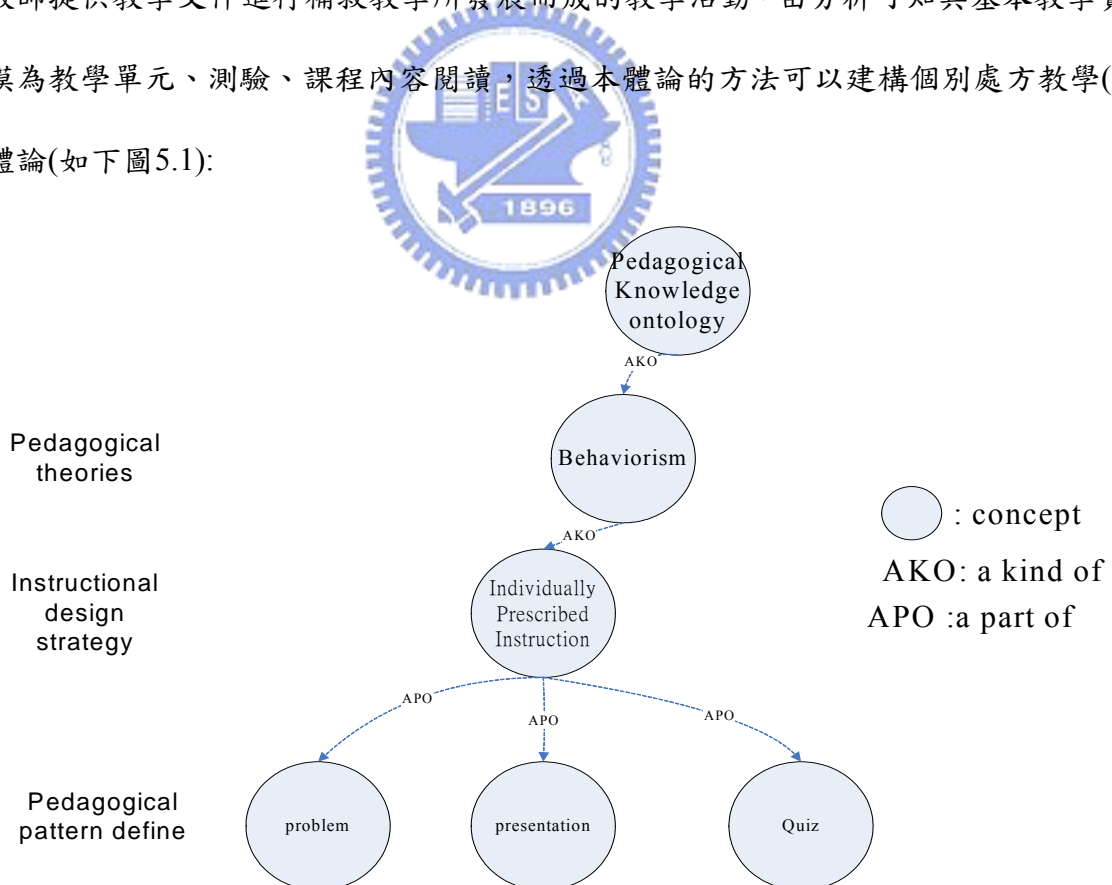 教師提供教學文件進行補救教學所發展而成的教學活動，由分析可知其基本教學
模為教學單元、測驗、課程內容閱讀，透過本體論的方法可以建構個別處方教學(
體論(如下圖5.1):
E S
1896
Pedagogical
Knowledge
ontology
AKO
Pedagogical
theories
Behaviorism
: concept
AKO
AKO: a kind of
Instructional
design
strategy
Individually
Prescribed
Instruction
APO :a part of
APO
APO
APO
Pedagogical
pattern define
problem
presentation
Quiz